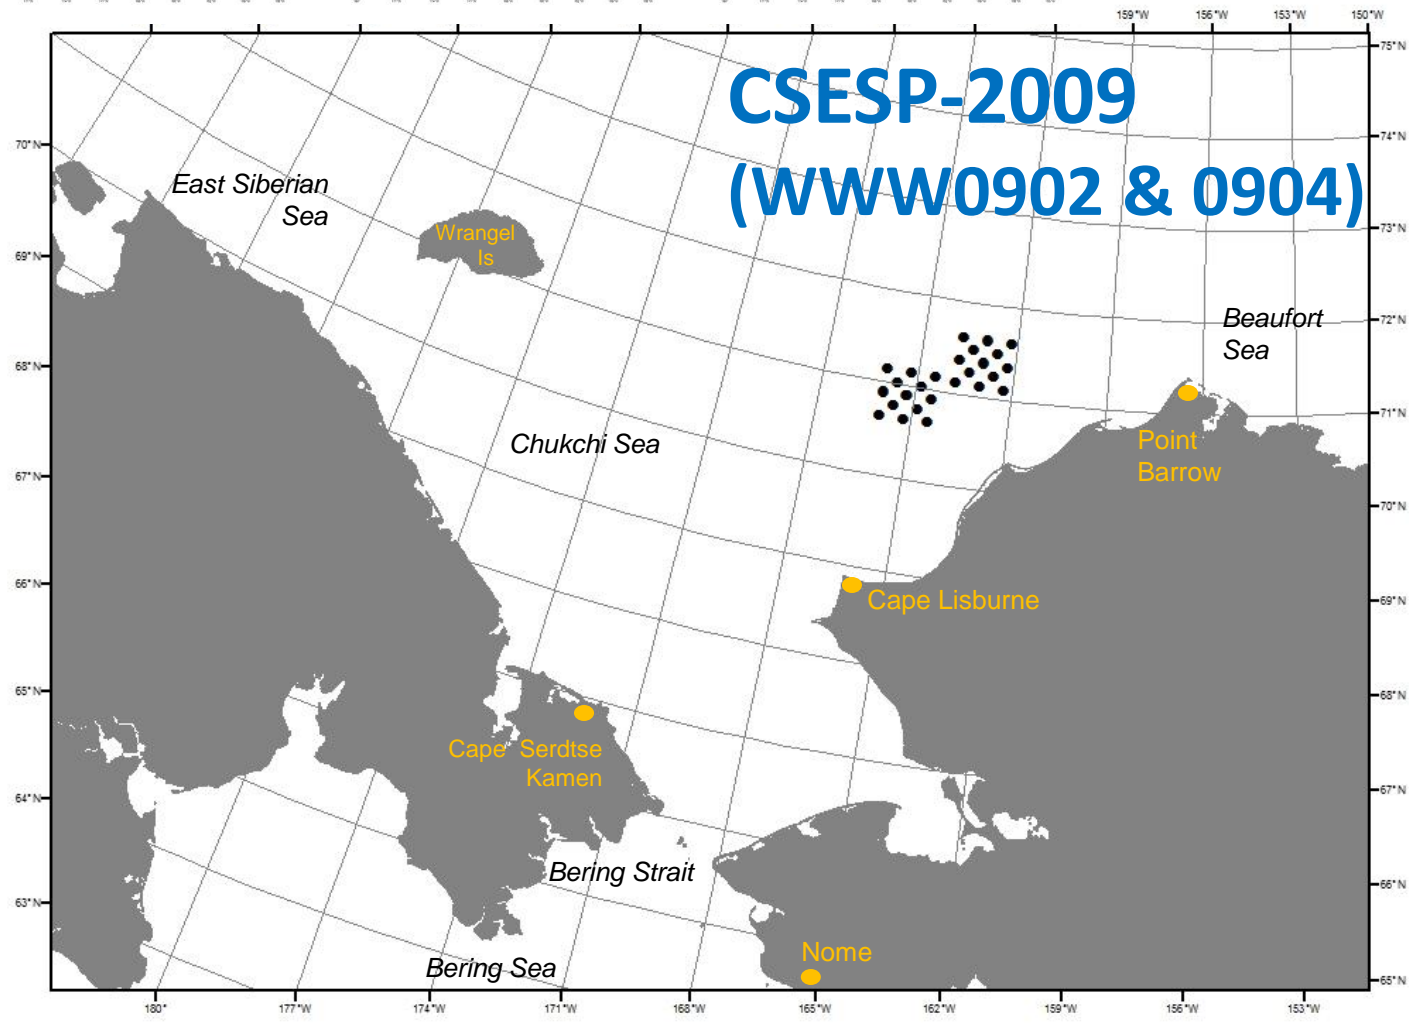 159°W 156°W 153°W 150°W
75°N
CSESP-2009
74°N
70°N
(WWW0902 & 0904)
East Siberian
Sea
73°N
Wrangel
Is
69°N
Beaufort
Sea
72°N
68°N
71°N
Point
Barrow
Chukchi Sea
67°N
70°N
66°N
Cape Lisburne
69°N
65°N
68°N
Cape Serdtse
Kamen
64°N
67°N
Bering Strait
66°N
63°N
Nome
Bering Sea
65°N
180° 177°W 174°W 171°W 168°W 165°W 162°W 159°W 156°W 153°W